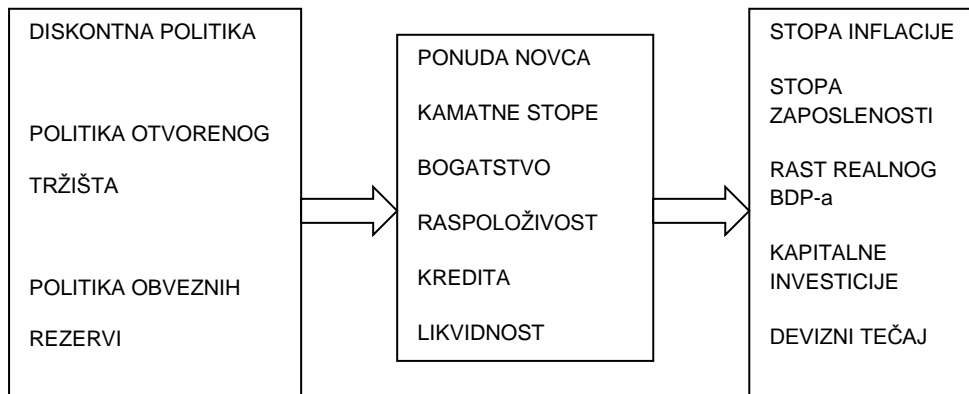 DISKONTNA POLITIKA
POLITIKA OTVORENOG
TRŽIŠTA
POLITIKA OBVEZNIH
REZERVI
PONUDA NOVCA
KAMATNE STOPE
BOGATSTVO
RASPOLOŽIVOST
KREDITA
LIKVIDNOST
STOPA INFLACIJE
STOPA
ZAPOSLENOSTI
RAST REALNOG
BDP-a
KAPITALNE
INVESTICIJE
DEVIZNI TEČAJ